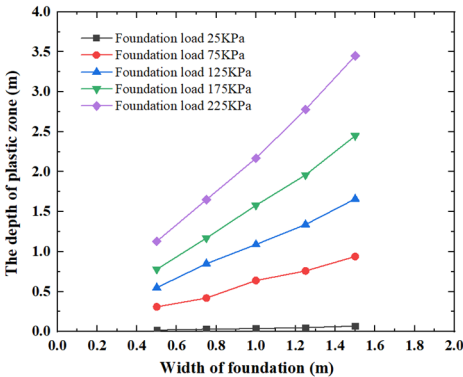 4.0
3.5
3.0
2.5
2.0
1.5
1.0
0.5
0.0
The depth of plastic zone (m)
Foundation load 25KPa
Foundation load 75KPa
Foundation load 125KPa
Foundation load 175KPa
Foundation load 225KPa
0.0 0.2 0.4 0.6 0.8 1.0 1.2 1.4 1.6 1.8 2.0
Width of foundation (m)